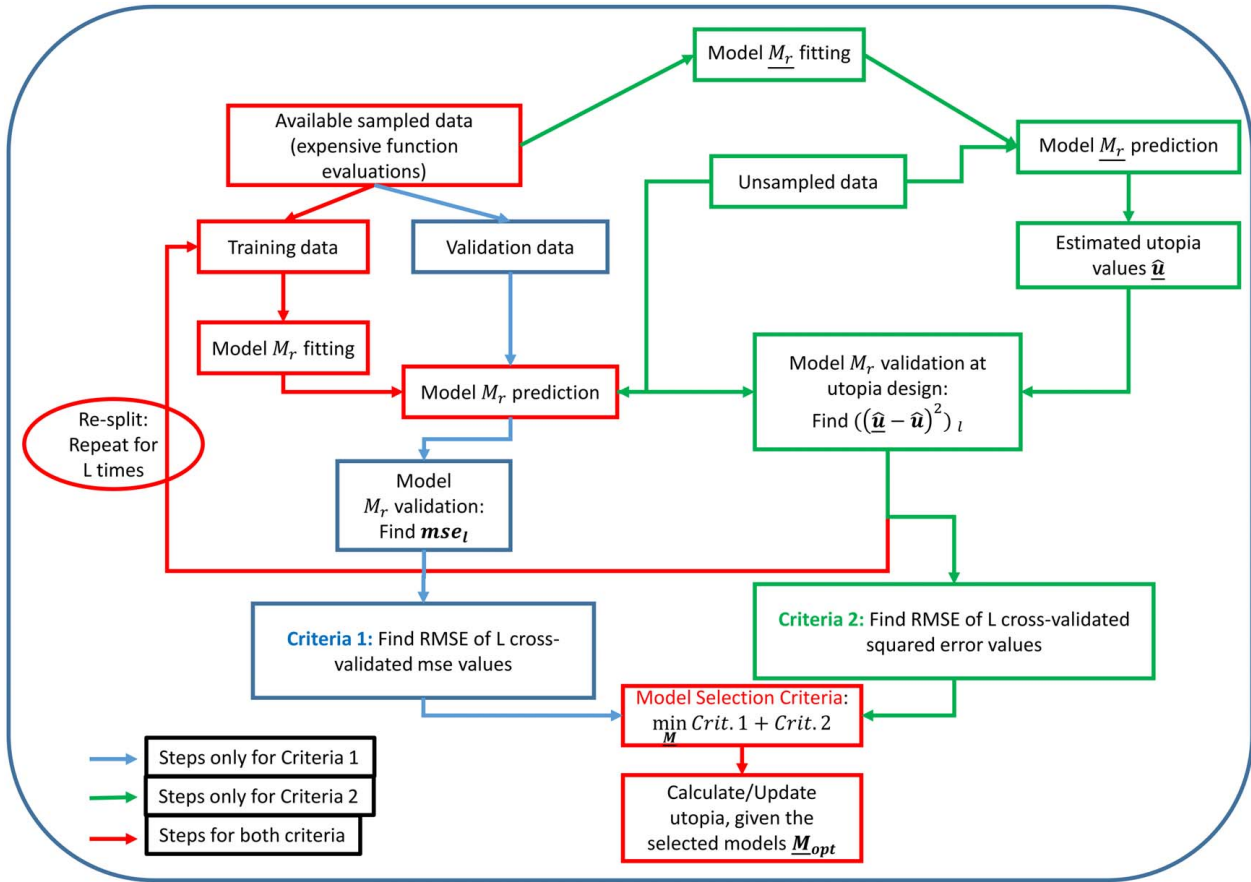 Model M_r fitting
Available sampled data
(expensive function
evaluations)
Model M_r prediction
Unsampled data
Training data
Validation data
Estimated utopia
values û
Model M_r fitting
Model M_r prediction
Model M_r validation at
utopia design:
Find ((û − û)²)_l
Re-split:
Repeat for
L times
Model
M_r validation:
Find mse_l
Criteria 1: Find RMSE of L cross-
validated mse values
Criteria 2: Find RMSE of L cross-validated
squared error values
Model Selection Criteria:
min Crit. 1 + Crit. 2
M
Steps only for Criteria 1
Steps only for Criteria 2
Steps for both criteria
Calculate/Update
utopia, given the
selected models M_opt